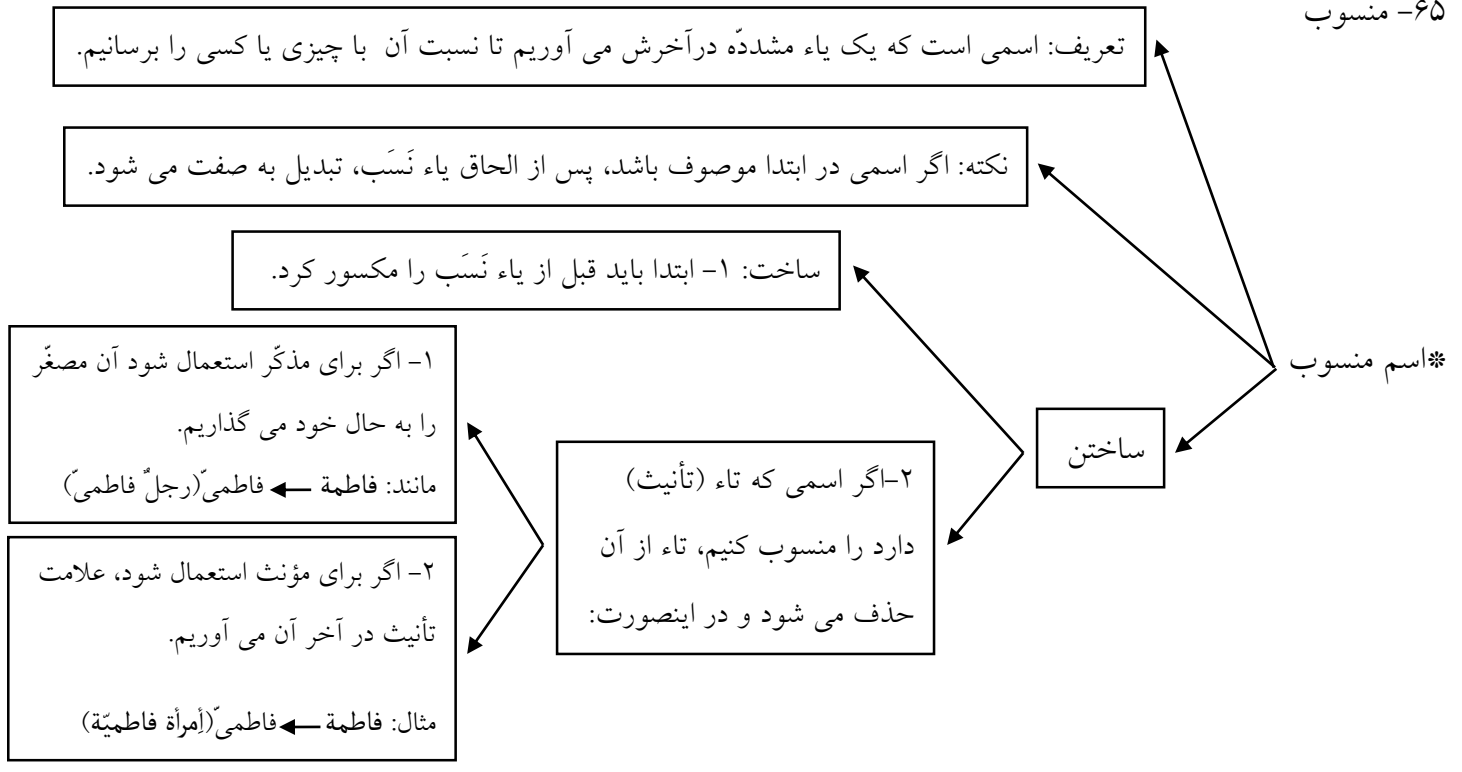 ۶۵- منسوب
تعریف: اسمی است که یک یاء مشددّه درآخرش می آوریم تا نسبت آن با چیزی یا کسی را برسانیم.
نکته: اگر اسمی در ابتدا موصوف باشد، پس از الحاق یاء نَسَب، تبدیل به صفت می شود.
ساخت: ۱- ابتدا باید قبل از یاء نَسَب را مکسور کرد.
*اسم منسوب
ساختن
۲-اگر اسمی که تاء (تأنیث)
دارد را منسوب کنیم، تاء از آن
حذف می شود و در اینصورت:
۱- اگر برای مذکّر استعمال شود آن مصغّر
را به حال خود می گذاریم.
مانند: فاطمة ← فاطمیّ(رجلٌ فاطمیّ)
۲- اگر برای مؤنث استعمال شود، علامت
تأنیث در آخر آن می آوریم.
مثال: فاطمة ← فاطمیّ(إمرأة فاطمیّة)